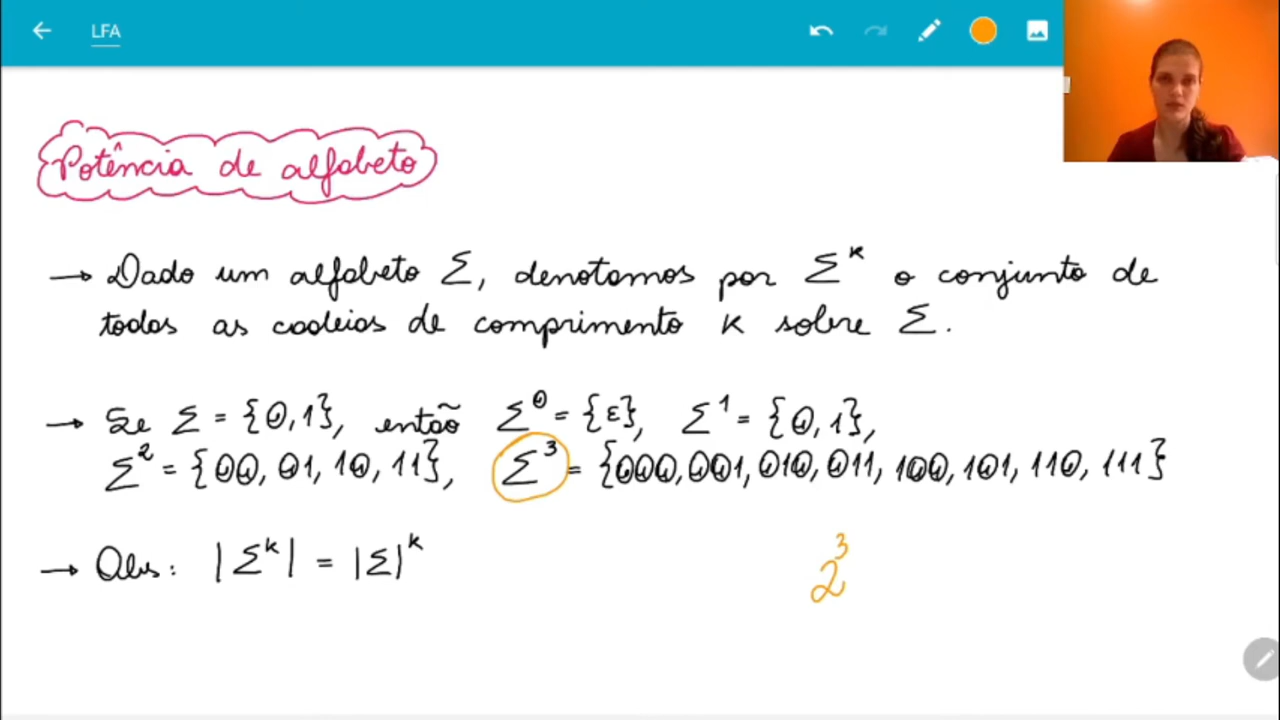 LFA
Potência de alfabeto
→ Dado um alfabeto Σ, denotamos por Σᵏ o conjunto de
todas as cadeias de comprimento k sobre Σ.
→ Se Σ = {0,1}, então Σ⁰ = {ε}, Σ¹ = {0,1},
Σ² = {00, 01, 10, 11}, Σ³ = {000, 001, 010, 011, 100, 101, 110, 111}
→ Obs: |Σᵏ| = |Σ|ᵏ
2³